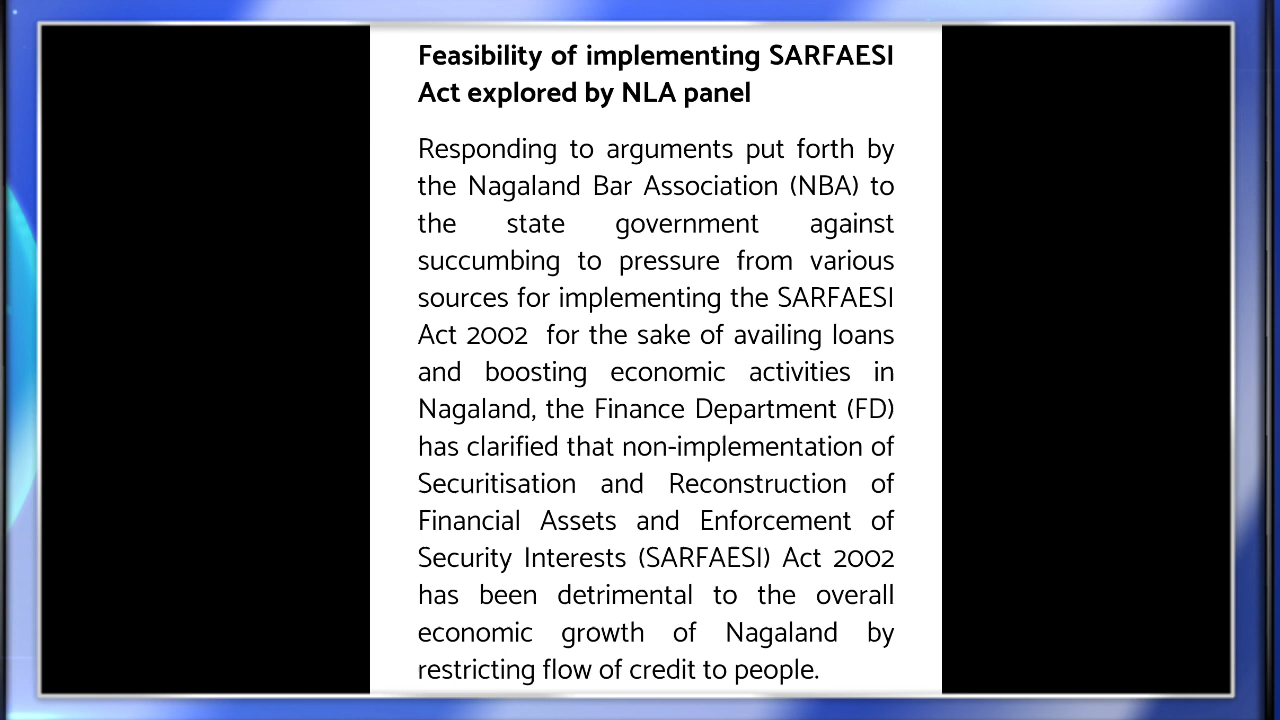 Feasibility of implementing SARFAESI
Act explored by NLA panel
Responding to arguments put forth by
the Nagaland Bar Association (NBA) to
the state government against
succumbing to pressure from various
sources for implementing the SARFAESI
Act 2002 for the sake of availing loans
and boosting economic activities in
Nagaland, the Finance Department (FD)
has clarified that non-implementation of
Securitisation and Reconstruction of
Financial Assets and Enforcement of
Security Interests (SARFAESI) Act 2002
has been detrimental to the overall
economic growth of Nagaland by
restricting flow of credit to people.